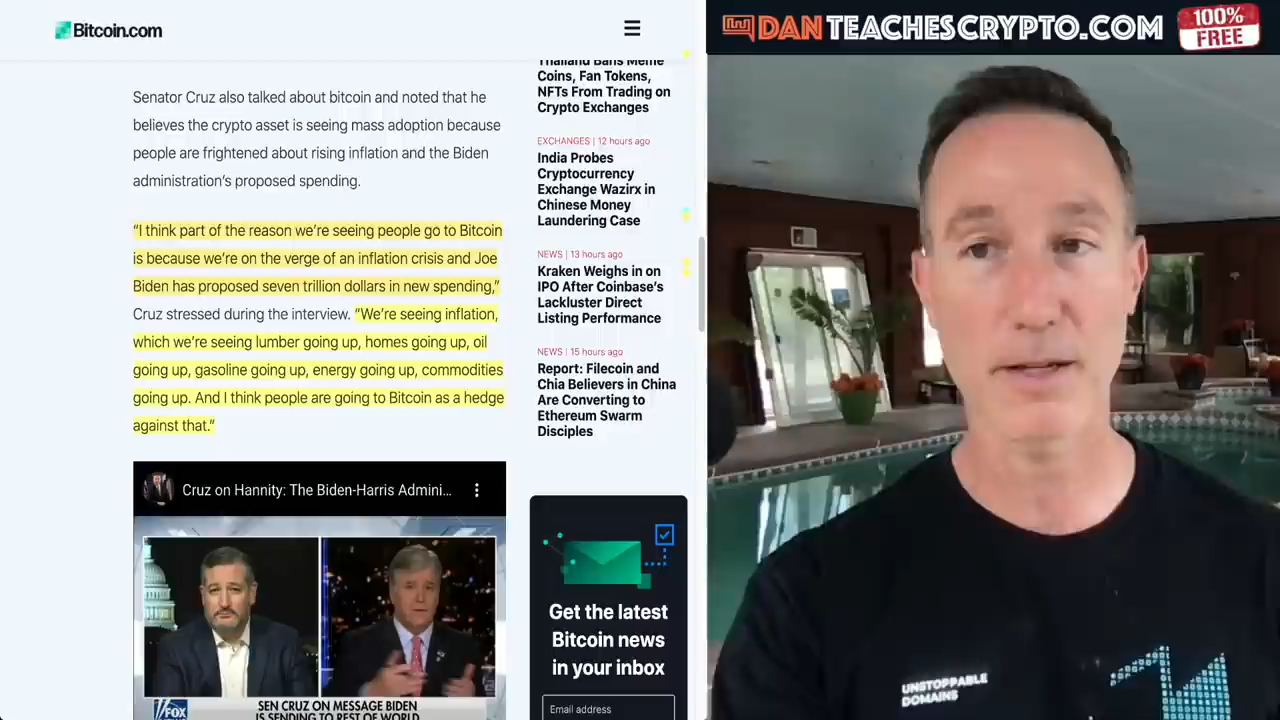 Bitcoin.com
Senator Cruz also talked about bitcoin and noted that he
believes the crypto asset is seeing mass adoption because
people are frightened about rising inflation and the Biden
administration's proposed spending.
“I think part of the reason we're seeing people go to Bitcoin
is because we're on the verge of an inflation crisis and Joe
Biden has proposed seven trillion dollars in new spending,”
Cruz stressed during the interview. “We're seeing inflation,
which we're seeing lumber going up, homes going up, oil
going up, gasoline going up, energy going up, commodities
going up. And I think people are going to Bitcoin as a hedge
against that.”
Cruz on Hannity: The Biden-Harris Admini...
FOX
SEN CRUZ ON MESSAGE BIDEN
IS SENDING TO REST OF WORLD
Thailand Bans Meme
Coins, Fan Tokens,
NFTs From Trading on
Crypto Exchanges
EXCHANGES | 12 hours ago
India Probes
Cryptocurrency
Exchange Wazirx in
Chinese Money
Laundering Case
NEWS | 13 hours ago
Kraken Weighs in on
IPO After Coinbase's
Lackluster Direct
Listing Performance
NEWS | 15 hours ago
Report: Filecoin and
Chia Believers in China
Are Converting to
Ethereum Swarm
Disciples
Get the latest
Bitcoin news
in your inbox
Email address
DANTEACHESCRYPTO.COM
100%
FREE
UNSTOPPABLE
DOMAINS